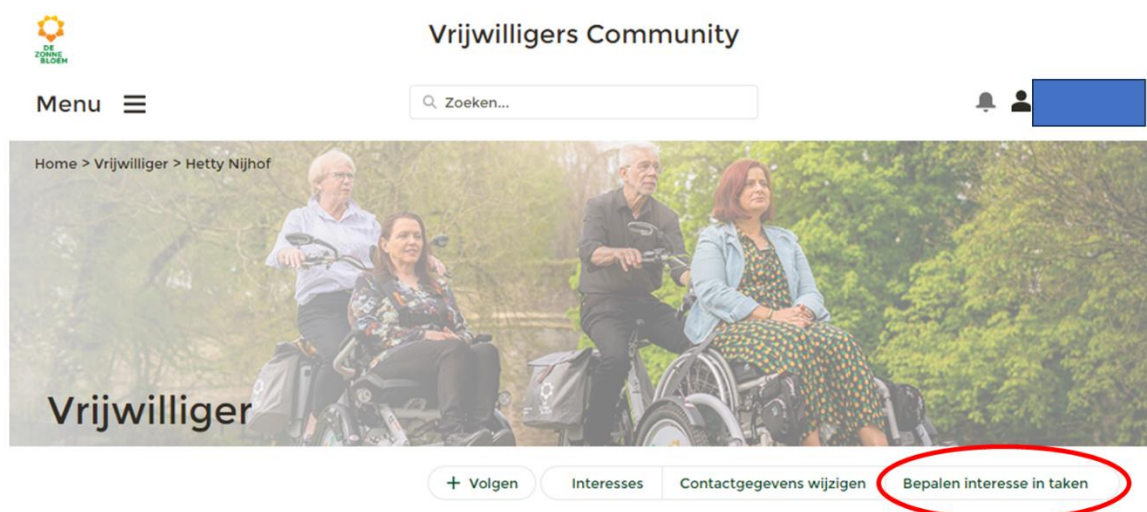 DE
ZONNE
BLOEM
Vrijwilligers Community
Menu
Zoeken...
Home > Vrijwilliger > Hetty Nijhof
Vrijwilliger
+ Volgen
Interesses
Contactgegevens wijzigen
Bepalen interesse in taken